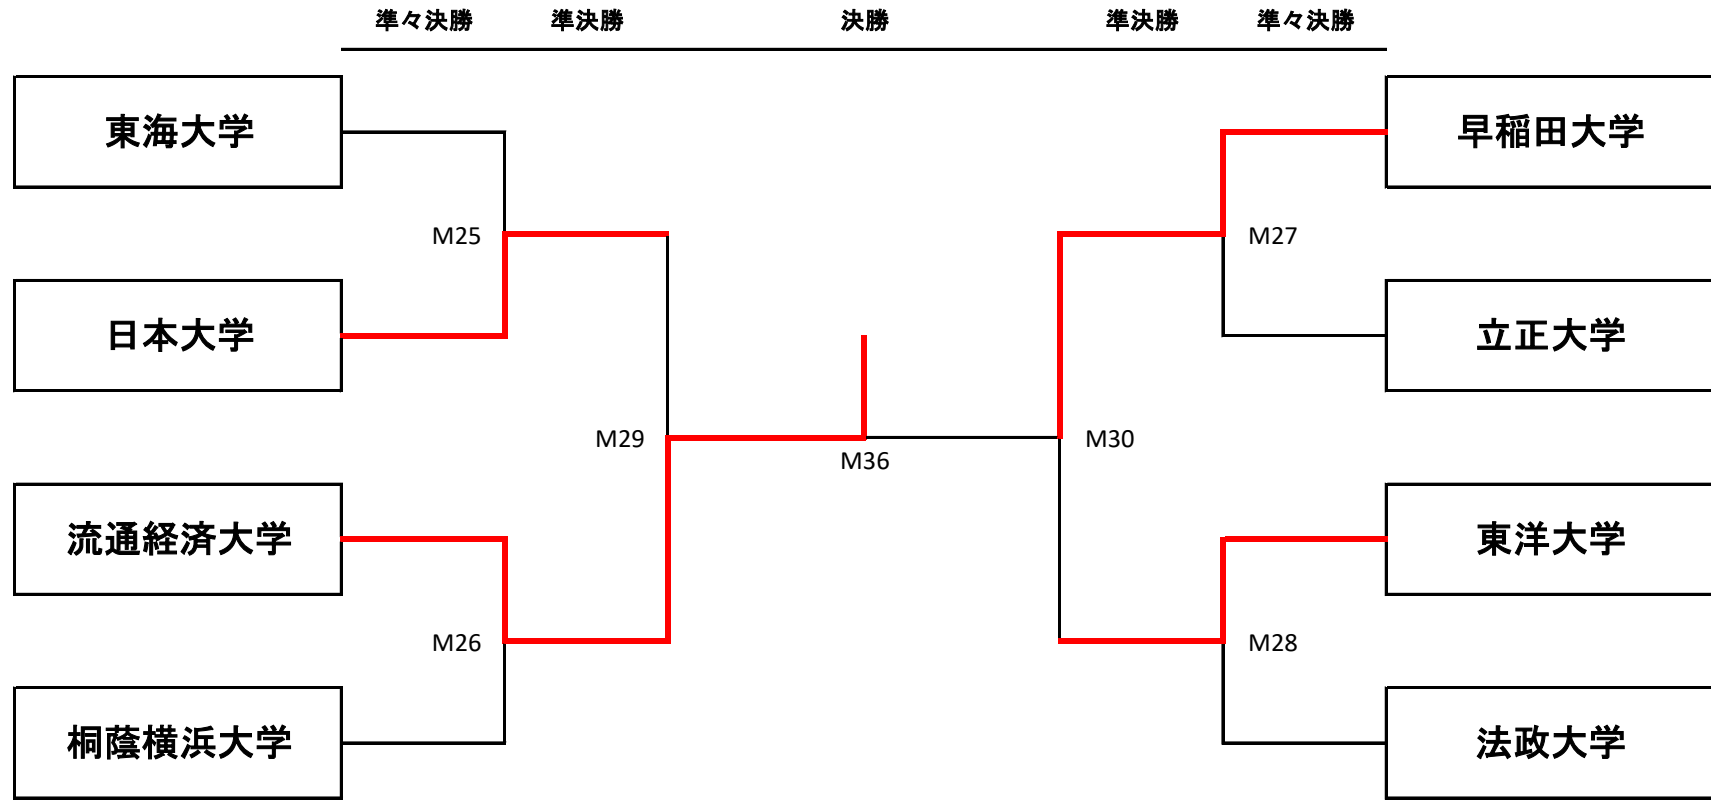 準々決勝 準決勝 決勝 準決勝 準々決勝
東海大学 早稲田大学
M25 M27
日本大学 立正大学
M29 M30
M36
流通経済大学 東洋大学
M26 M28
桐蔭横浜大学 法政大学